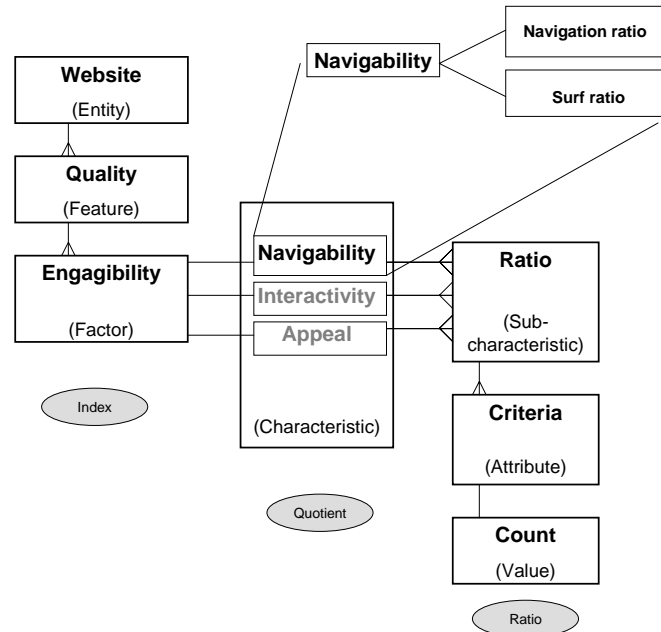 Navigation ratio
Navigability
Surf ratio
Website
(Entity)
Quality
(Feature)
Engagibility
(Factor)
Index
Navigability
Interactivity
Appeal
(Characteristic)
Quotient
Ratio
(Sub-
characteristic)
Criteria
(Attribute)
Count
(Value)
Ratio